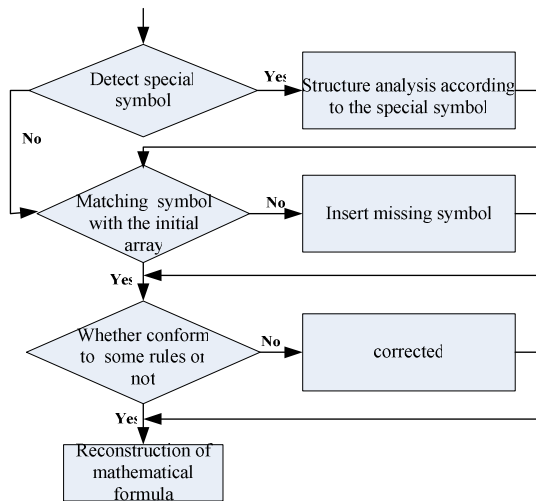 Detect special
symbol
Yes
Structure analysis according
to the special symbol
No
Matching symbol
with the initial
array
No
Insert missing symbol
Yes
Whether conform
to some rules or
not
No
corrected
Yes
Reconstruction of
mathematical
formula